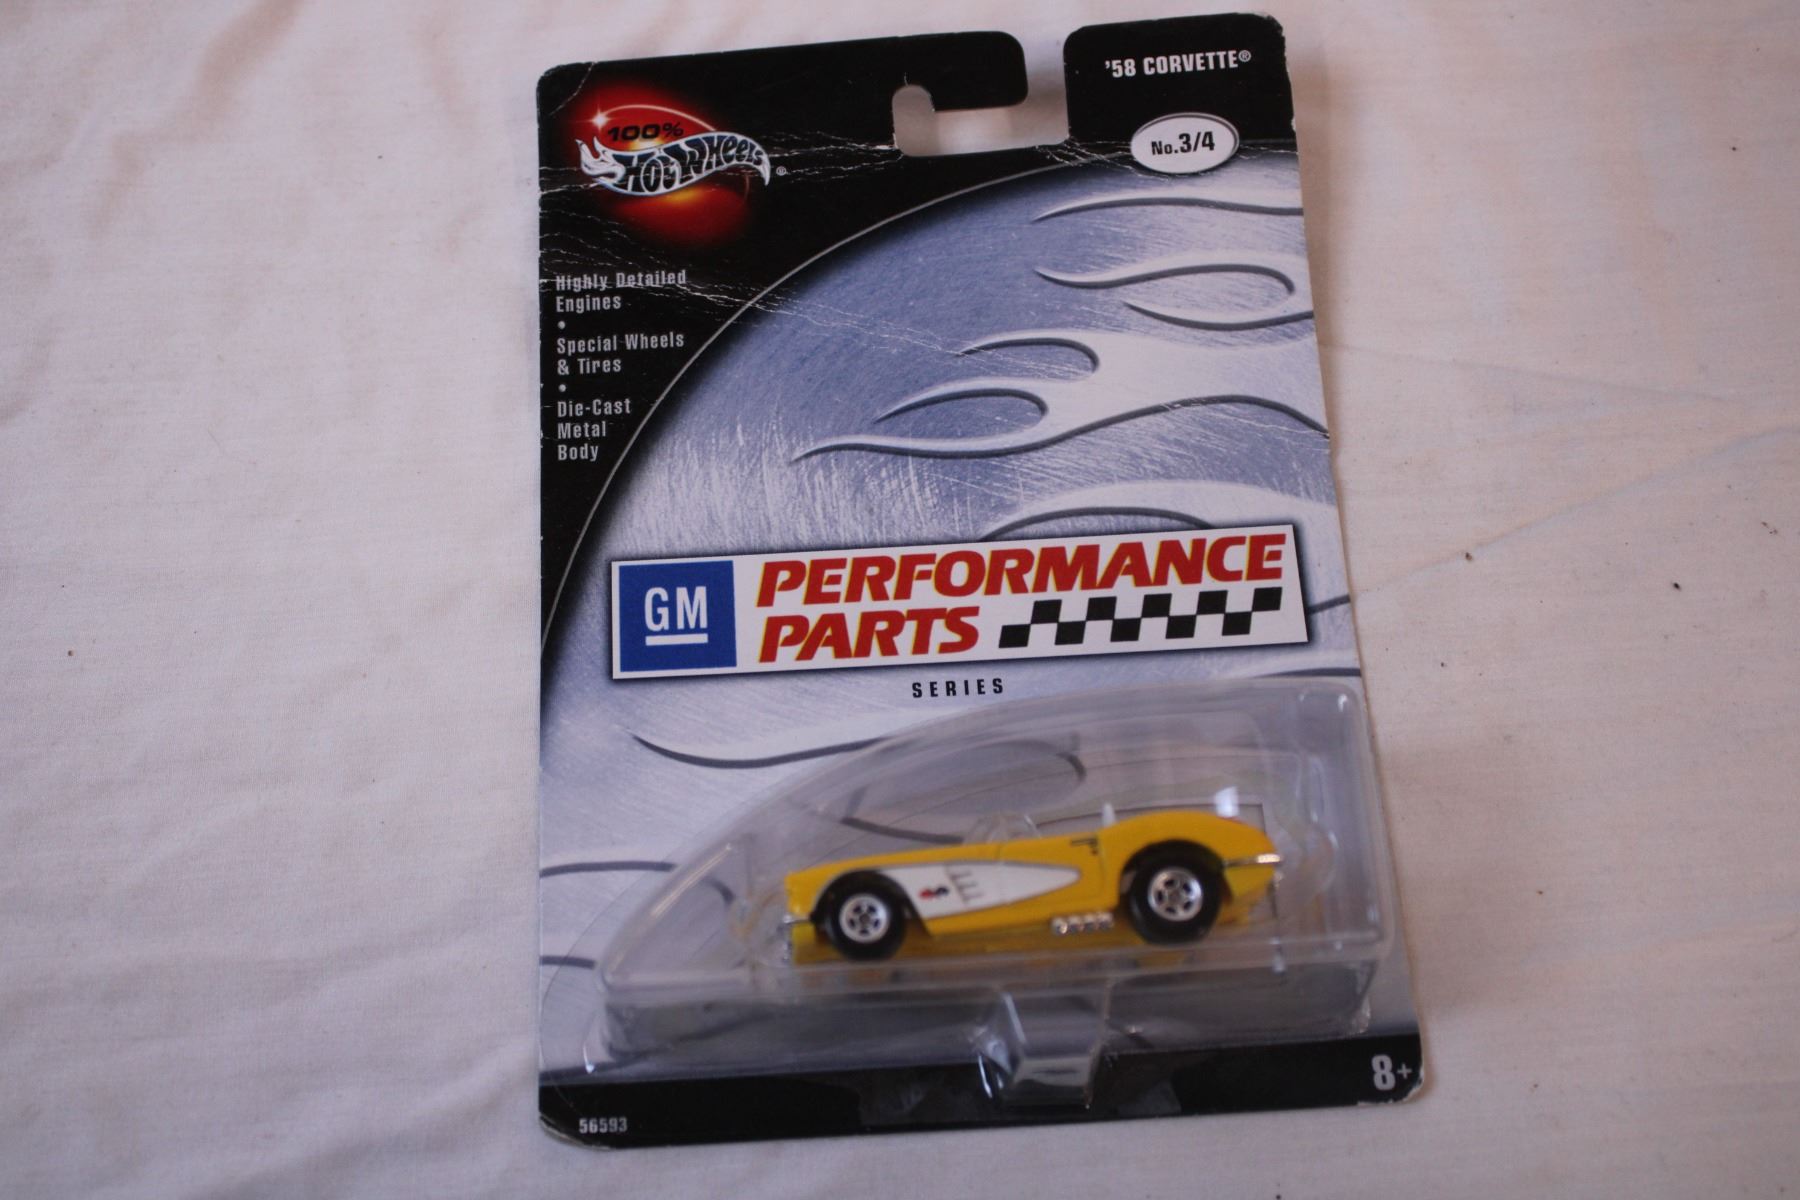 '58 CORVETTE®
No.3/4
100%
HOT WHEELS®
Highly Detailed
Engines
•
Special Wheels
& Tires
•
Die-Cast
Metal
Body
GM
PERFORMANCE
PARTS
SERIES
8+
56593